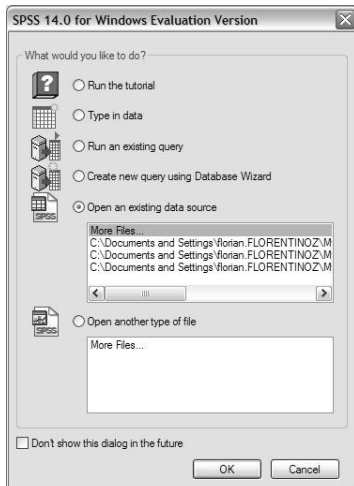 SPSS 14.0 for Windows Evaluation Version
What would you like to do?
Run the tutorial
Type in data
Run an existing query
Create new query using Database Wizard
SPSS
Open an existing data source
More Files...
C:\Documents and Settings\florian.FLORENTINOZ\M
C:\Documents and Settings\florian.FLORENTINOZ\M
C:\Documents and Settings\florian.FLORENTINOZ\M
SPSS
Open another type of file
More Files...
Don't show this dialog in the future
OK
Cancel